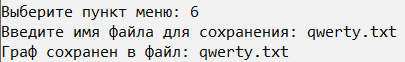 Выберите пункт меню: 6
Введите имя файла для сохранения: qwerty.txt
Граф сохранен в файл: qwerty.txt